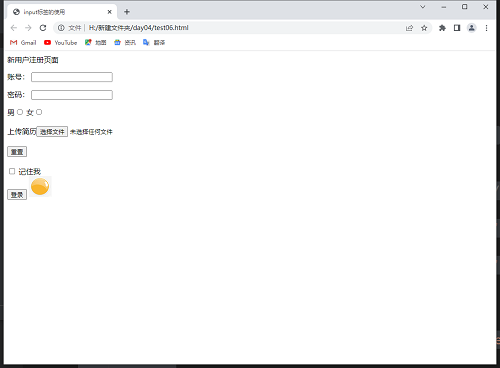 input标签的使用
文件 H:/新建文件夹/day04/test06.html
Gmail YouTube 地图 资讯 翻译
新用户注册页面
账号：
密码：
男 女
上传简历 选择文件 未选择任何文件
重置
记住我
登录